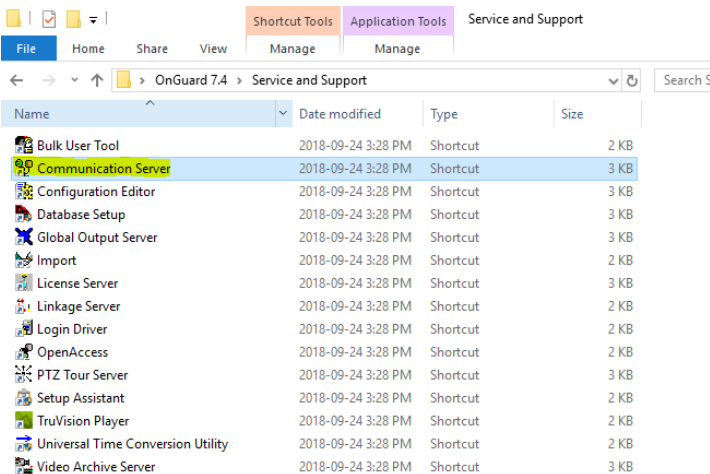 Shortcut Tools Application Tools Service and Support
File Home Share View Manage Manage
OnGuard 7.4 Service and Support Search S
Name Date modified Type Size
Bulk User Tool 2018-09-24 3:28 PM Shortcut 2 KB
Communication Server 2018-09-24 3:28 PM Shortcut 3 KB
Configuration Editor 2018-09-24 3:28 PM Shortcut 3 KB
Database Setup 2018-09-24 3:28 PM Shortcut 3 KB
Global Output Server 2018-09-24 3:28 PM Shortcut 3 KB
Import 2018-09-24 3:28 PM Shortcut 2 KB
License Server 2018-09-24 3:28 PM Shortcut 3 KB
Linkage Server 2018-09-24 3:28 PM Shortcut 2 KB
Login Driver 2018-09-24 3:28 PM Shortcut 2 KB
OpenAccess 2018-09-24 3:28 PM Shortcut 2 KB
PTZ Tour Server 2018-09-24 3:28 PM Shortcut 3 KB
Setup Assistant 2018-09-24 3:28 PM Shortcut 2 KB
TruVision Player 2018-09-24 3:28 PM Shortcut 2 KB
Universal Time Conversion Utility 2018-09-24 3:28 PM Shortcut 2 KB
Video Archive Server 2018-09-24 3:28 PM Shortcut 3 KB